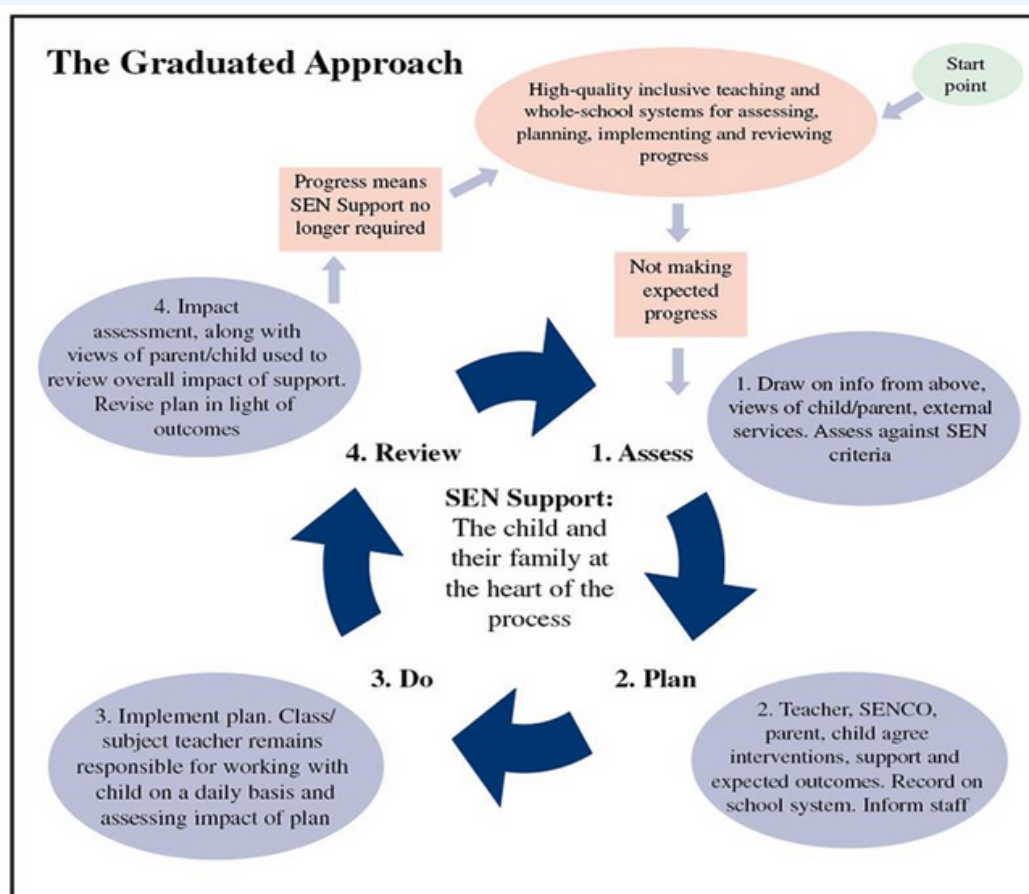 The Graduated Approach
Start
point
High-quality inclusive teaching and
whole-school systems for assessing,
planning, implementing and reviewing
progress
Progress means
SEN Support no
longer required
Not making
expected
progress
4. Impact
assessment, along with
views of parent/child used to
review overall impact of support.
Revise plan in light of
outcomes
1. Draw on info from above,
views of child/parent, external
services. Assess against SEN
criteria
4. Review
1. Assess
SEN Support:
The child and
their family at
the heart of the
process
3. Do
2. Plan
3. Implement plan. Class/
subject teacher remains
responsible for working with
child on a daily basis and
assessing impact of plan
2. Teacher, SENCO,
parent, child agree
interventions, support and
expected outcomes. Record on
school system. Inform staff